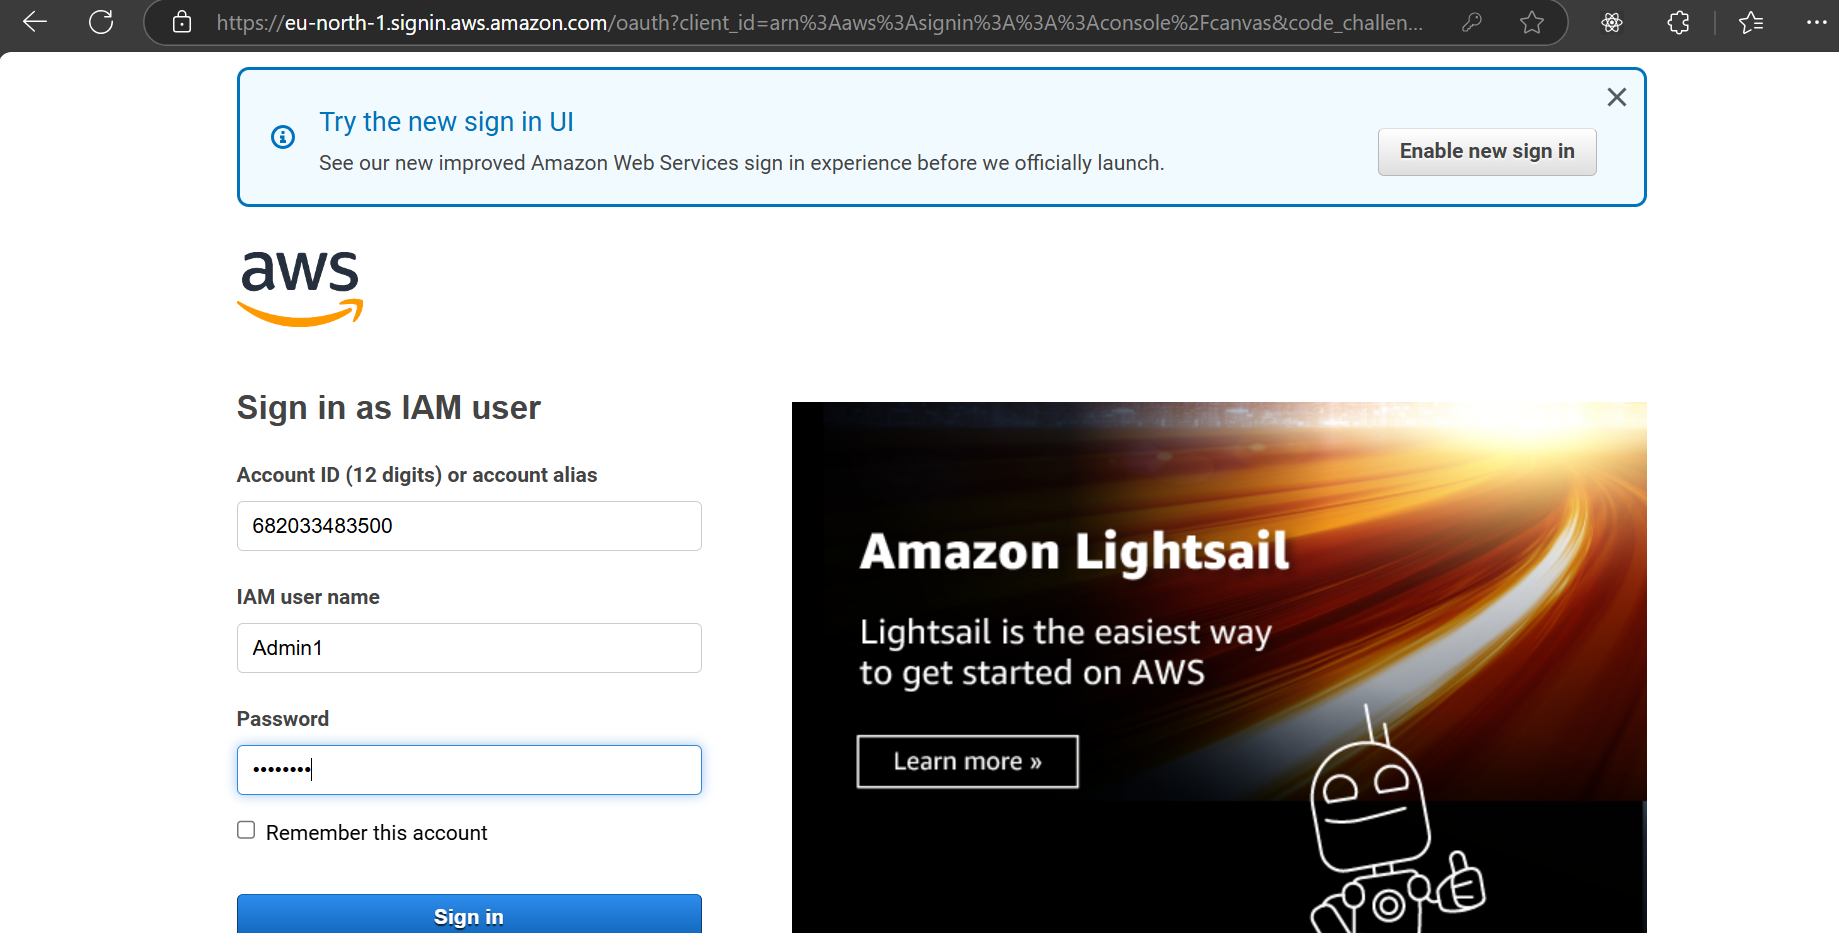 https://eu-north-1.signin.aws.amazon.com/oauth?client_id=arn%3Aaws%3Asignin%3A%3A%3Aconsole%2Fcanvas&code_challen...
Try the new sign in UI
See our new improved Amazon Web Services sign in experience before we officially launch.
Enable new sign in
aws
Sign in as IAM user
Account ID (12 digits) or account alias
682033483500
IAM user name
Admin1
Password
••••••••
Remember this account
Sign in
Amazon Lightsail
Lightsail is the easiest way
to get started on AWS
Learn more »